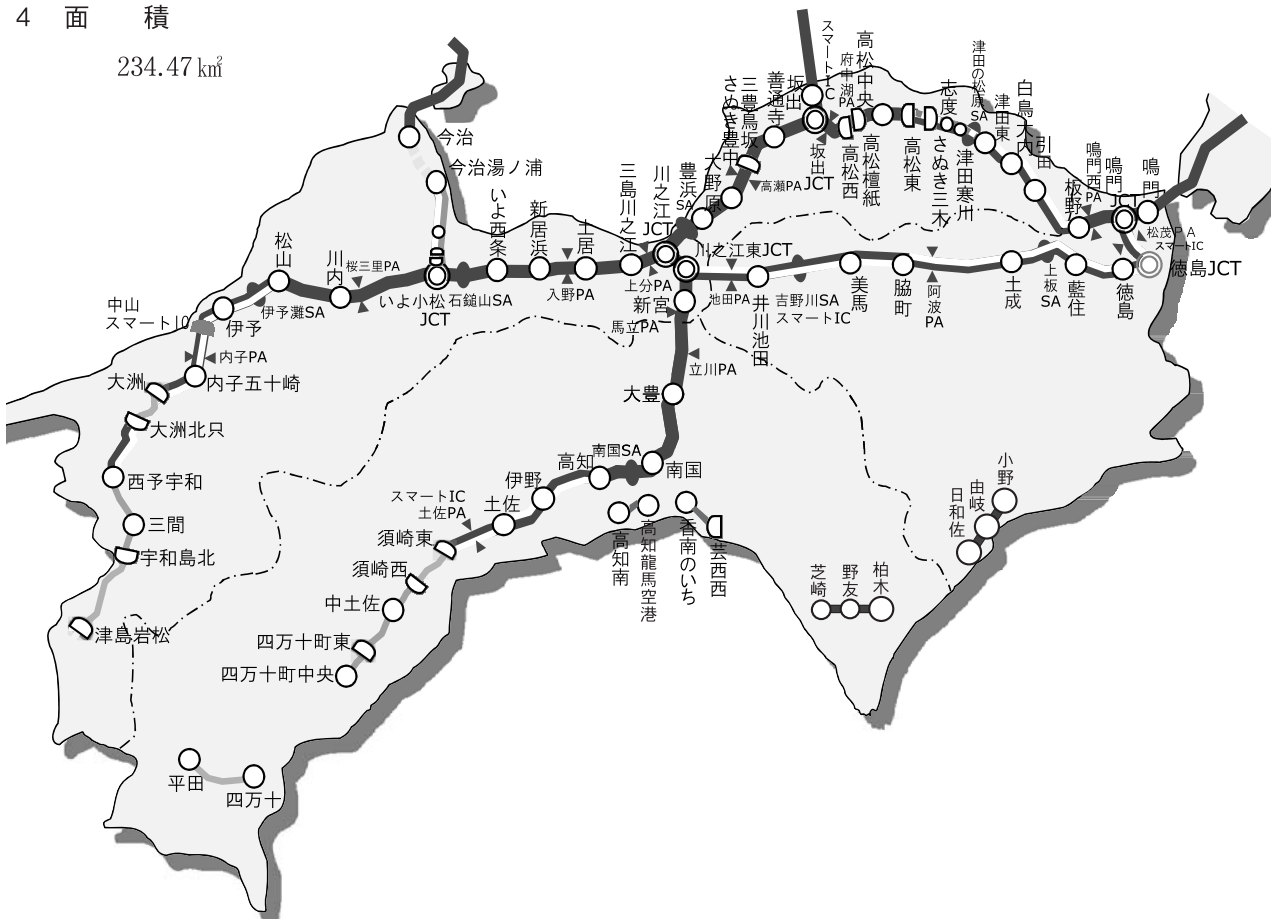 4 面 積
234.47㎢
スマートIC
府中湖PA
高松中央
津田の松原SA
志度
白鳥大内
津田東
引田
坂出
善通寺
三豊鳥坂
さぬき豊中
大野原
豊浜SA
川之江JCT
三島川之江
土居
新居浜
いよ西条
今治
今治湯ノ浦
高瀬PA
坂出JCT
高松西
高松檀紙
高松東
さぬき三木
津田寒川
板野
鳴門西PA
鳴門JCT
鳴門
松茂PA
スマートIC
徳島JCT
松山
川内
桜三里PA
いよ小松JCT
石鎚山SA
入野PA
上分PA
川之江東JCT
新宮
馬立PA
池田PA
井川池田
吉野川SA
スマートIC
美馬
脇町
阿波PA
土成
上板SA
藍住
徳島
中山
スマートIC
伊予
伊予灘SA
内子PA
大洲
内子五十崎
大洲北只
西予宇和
三間
宇和島北
津島岩松
立川PA
大豊
南国SA
南国
高知
伊野
スマートIC
土佐PA
土佐
須崎東
須崎西
中土佐
四万十町東
四万十町中央
高知南
高知龍馬空港
香南のいち
芸西西
小野
由岐
日和佐
芝崎
野友
柏木
平田
四万十